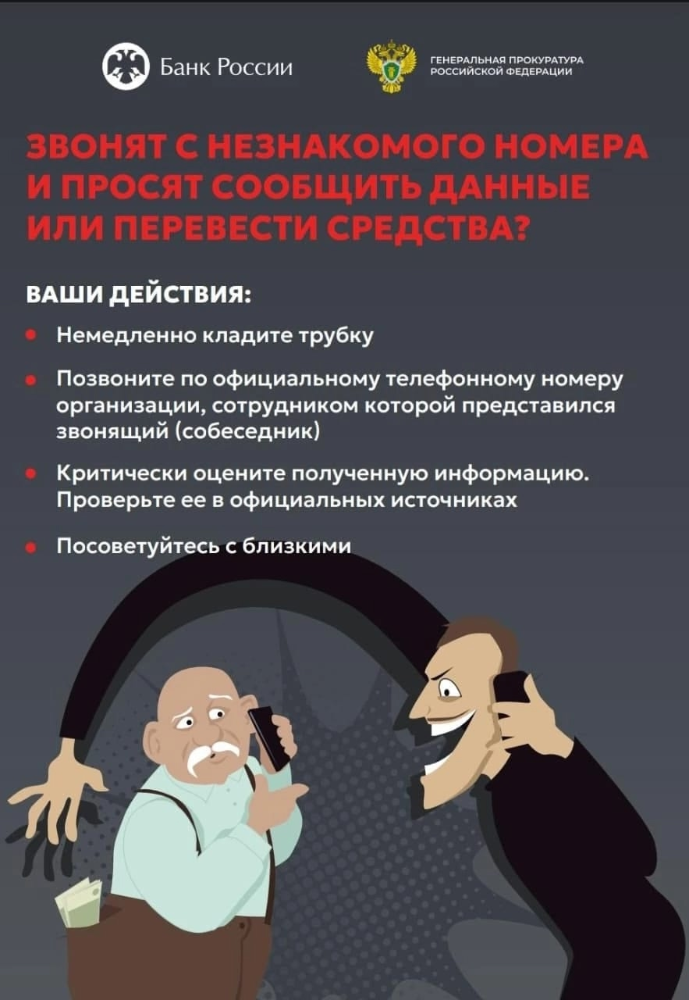 Банк России
ГЕНЕРАЛЬНАЯ ПРОКУРАТУРА
РОССИЙСКОЙ ФЕДЕРАЦИИ
ЗВОНЯТ С НЕЗНАКОМОГО НОМЕРА
И ПРОСЯТ СООБЩИТЬ ДАННЫЕ
ИЛИ ПЕРЕВЕСТИ СРЕДСТВА?
ВАШИ ДЕЙСТВИЯ:
Немедленно кладите трубку
Позвоните по официальному телефонному номеру
организации, сотрудником которой представился
звонящий (собеседник)
Критически оцените полученную информацию.
Проверьте ее в официальных источниках
Посоветуйтесь с близкими